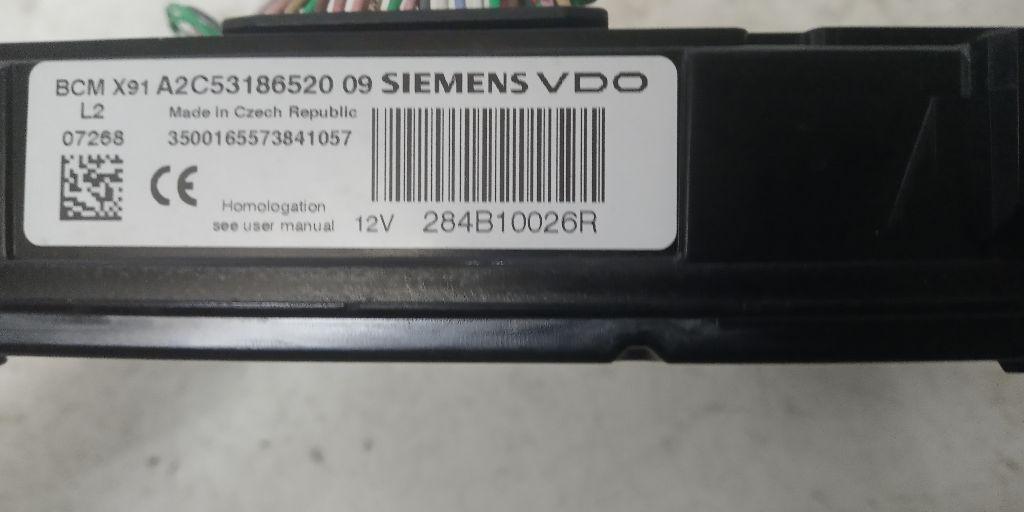 BCM X91 A2C53186520 09 SIEMENS VDO
L2 Made in Czech Republic
07268 3500165573841057
CE
Homologation
see user manual 12V 284B10026R